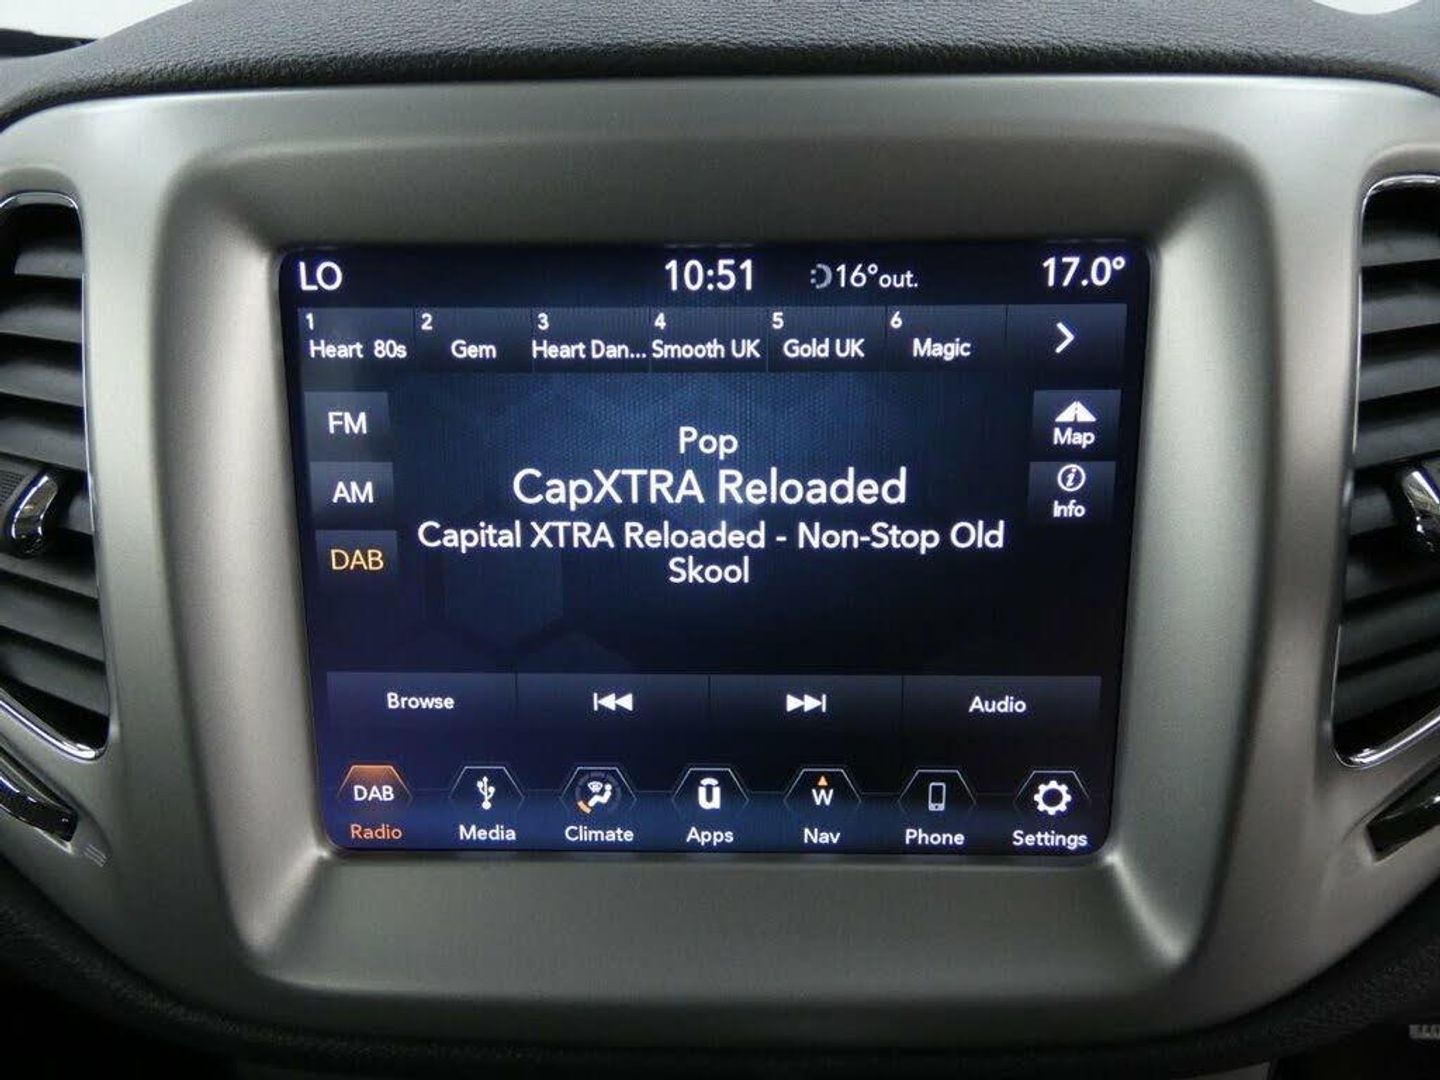 LO 10:51 16°out. 17.0°
1 2 3 4 5 6
Heart 80s Gem Heart Dan... Smooth UK Gold UK Magic
FM
Map
Pop
AM
CapXTRA Reloaded
Info
Capital XTRA Reloaded - Non-Stop Old
Skool
DAB
Browse Audio
DAB W
Radio Media Climate Apps Nav Phone Settings